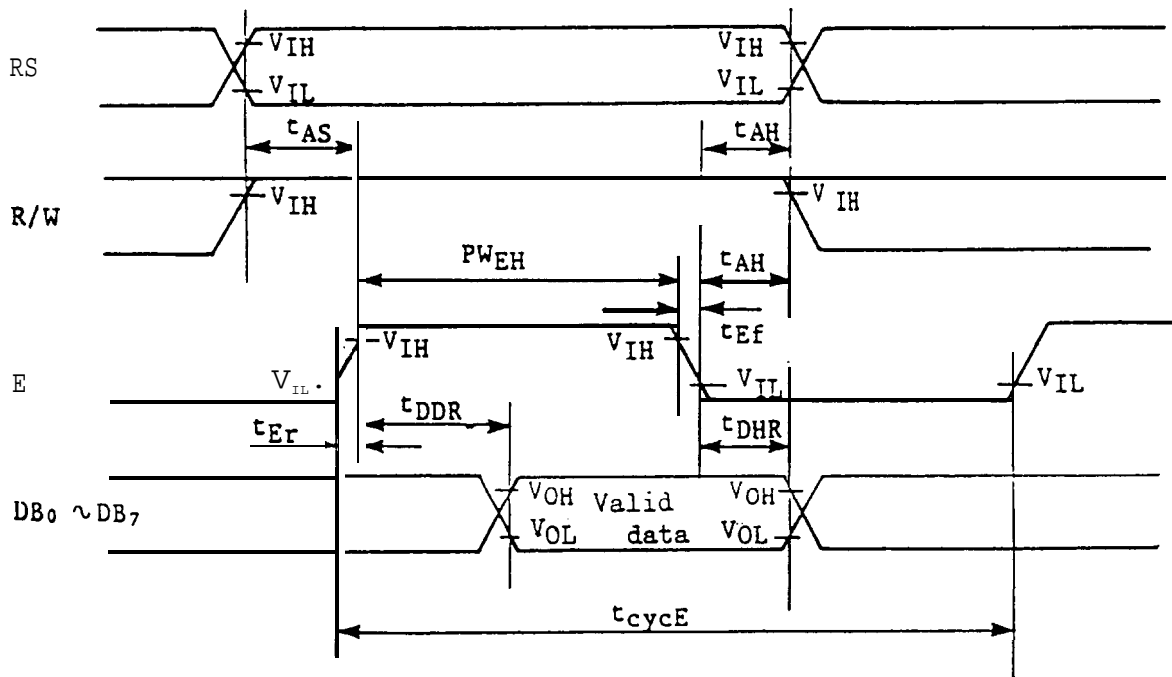 VIH VIH
RS
VIL VIL
tAS tAH
R/W VIH VIH
PWEH tAH
tEf
-VIH VIH
E VIL. VIL VIL
tDDR tDHR
tEr
VOH Valid VOH
DB0 ~DB7
VOL data VOL
tcycE